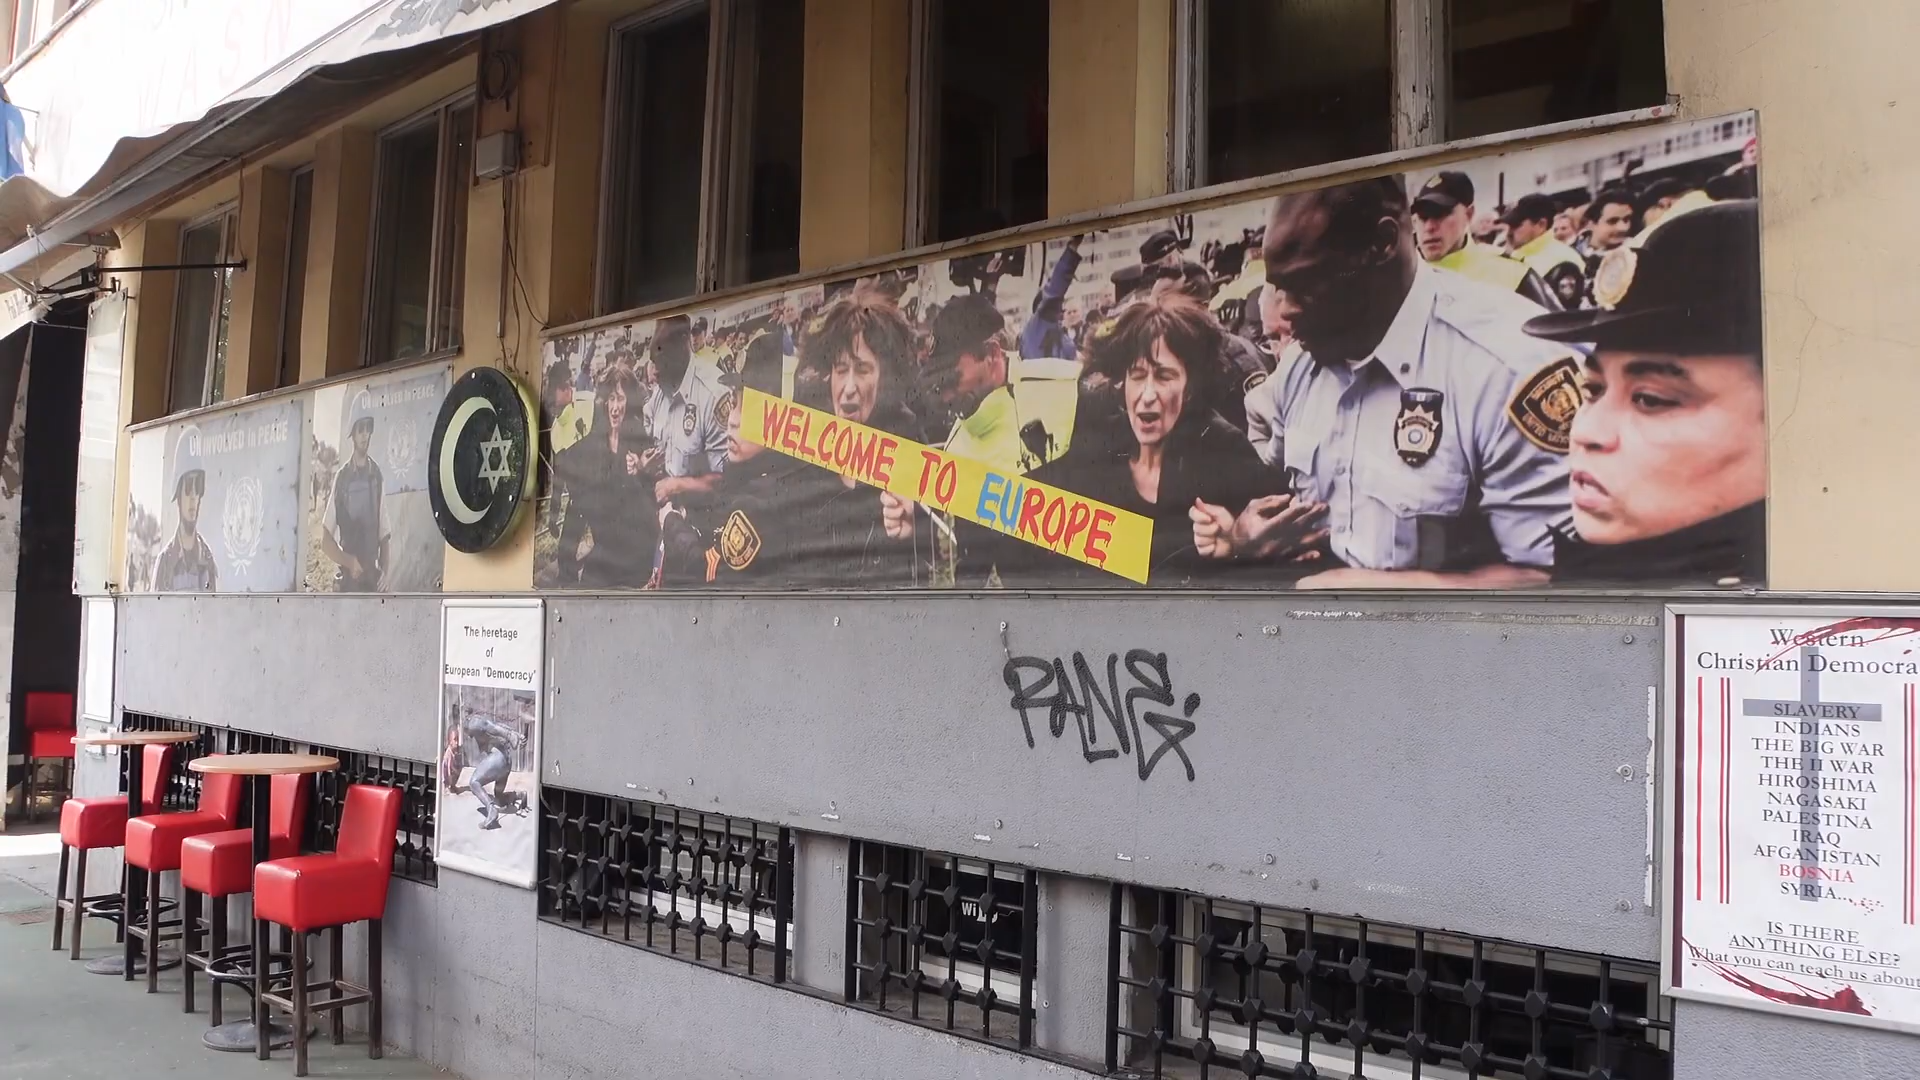 UN INVOLVED in PEACE
UN INVOLVED in PEACE
WELCOME TO EUROPE
The heretage
of
European "Democracy"
PANE
Wi
Western
Christian Democra
SLAVERY
INDIANS
THE BIG WAR
THE II WAR
HIROSHIMA
NAGASAKI
PALESTINA
IRAQ
AFGANISTAN
BOSNIA
SYRIA...
IS THERE
ANYTHING ELSE?
What you can teach us about